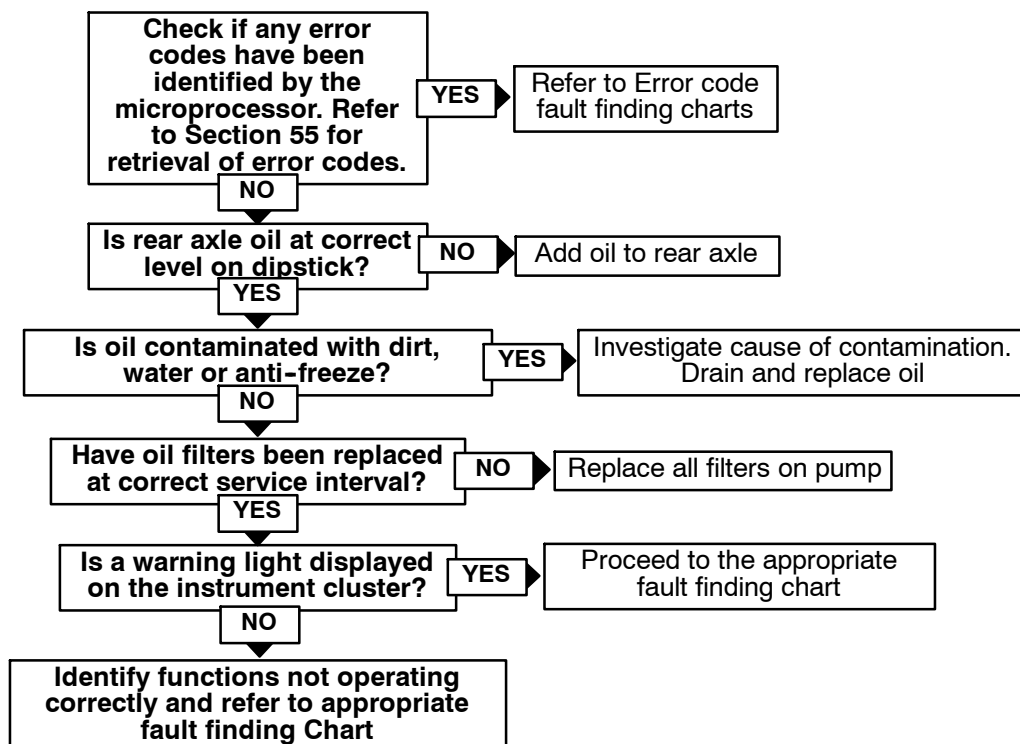 Check if any error
codes have been
identified by the
microprocessor. Refer
to Section 55 for
retrieval of error codes.
YES
Refer to Error code
fault finding charts
NO
Is rear axle oil at correct
level on dipstick?
NO
Add oil to rear axle
YES
Is oil contaminated with dirt,
water or anti-freeze?
YES
Investigate cause of contamination.
Drain and replace oil
NO
Have oil filters been replaced
at correct service interval?
NO
Replace all filters on pump
YES
Is a warning light displayed
on the instrument cluster?
YES
Proceed to the appropriate
fault finding chart
NO
Identify functions not operating
correctly and refer to appropriate
fault finding Chart